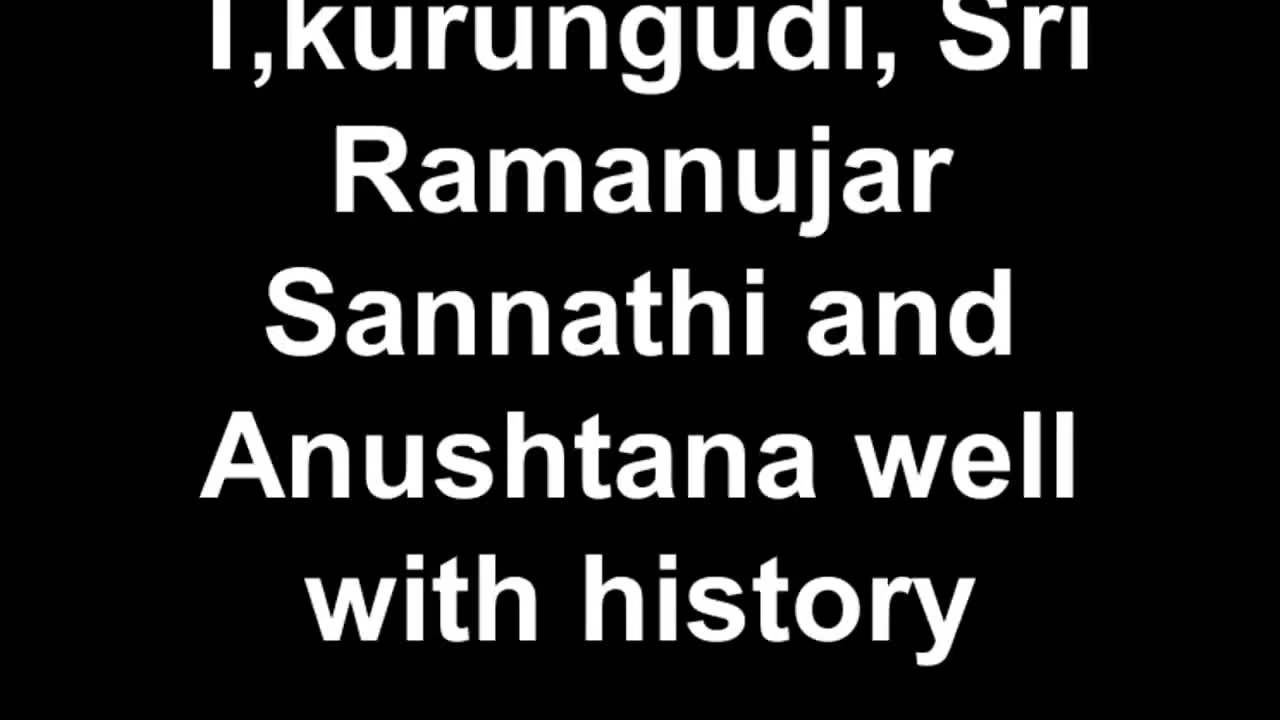 T,kurungudi, Sri
Ramanujar
Sannathi and
Anushtana well
with history